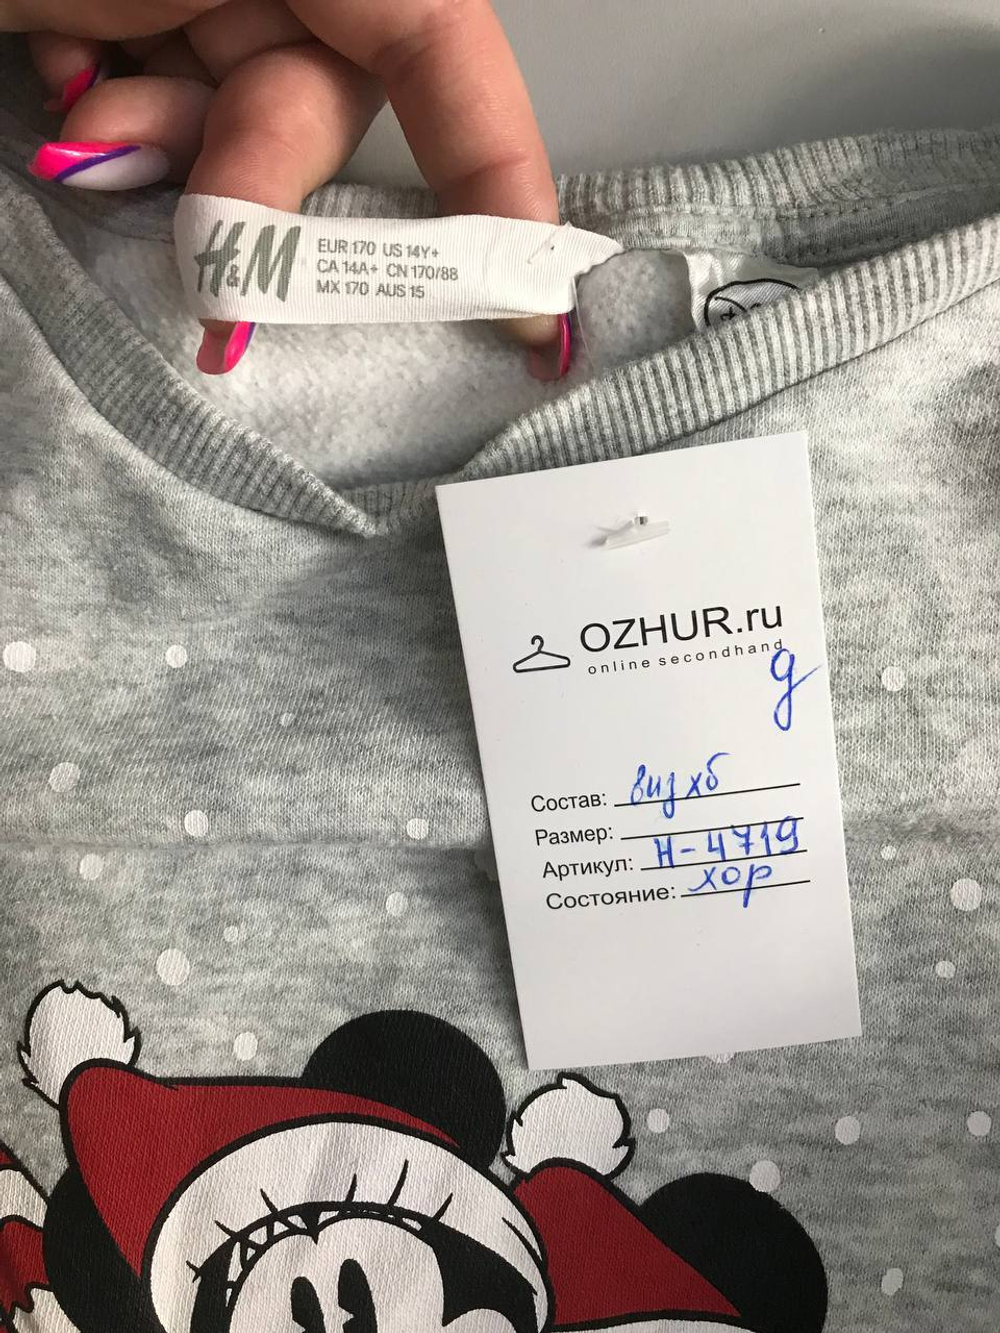 H&M
EUR 170 US 14Y+
CA 14A+ CN 170/88
MX 170 AUS 15
OZHUR.ru
online secondhand
д
Состав: виз хб
Размер:
Артикул: Н-4719
Состояние: хор